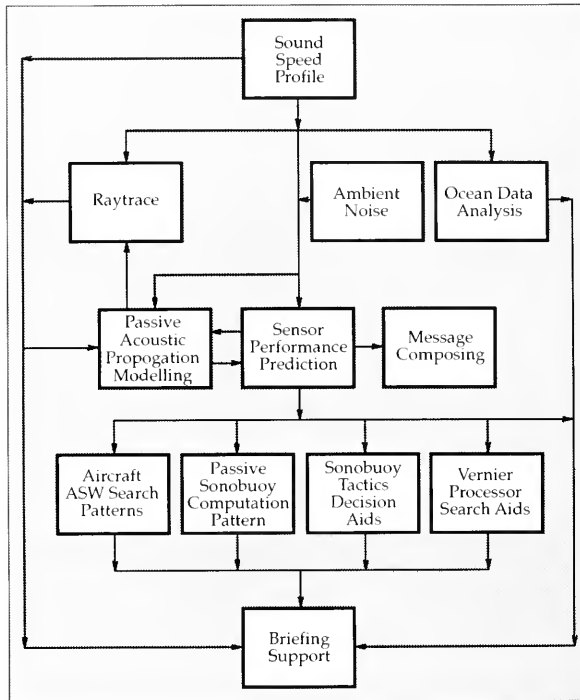 Sound
Speed
Profile
Raytrace
Ambient
Noise
Ocean Data
Analysis
Passive
Acoustic
Propogation
Modelling
Sensor
Performance
Prediction
Message
Composing
Aircraft
ASW Search
Patterns
Passive
Sonobuoy
Computation
Pattern
Sonobuoy
Tactics
Decision
Aids
Vernier
Processor
Search Aids
Briefing
Support